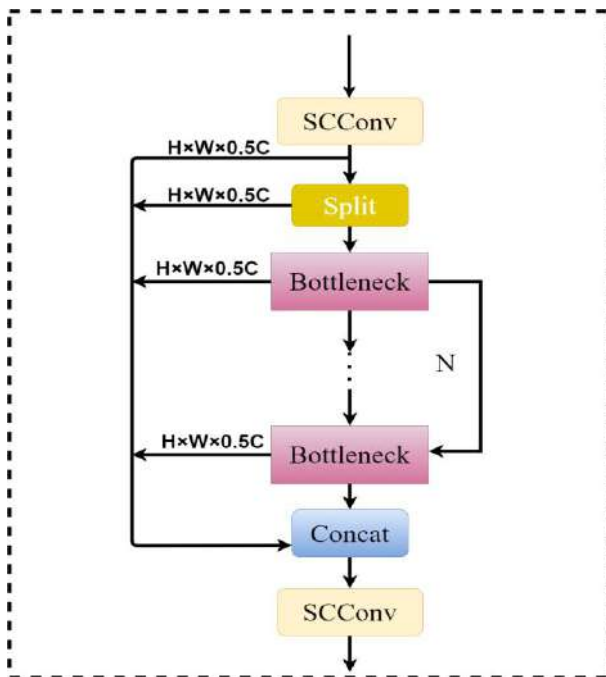 SCConv
H×W×0.5C
H×W×0.5C
Split
H×W×0.5C
Bottleneck
N
H×W×0.5C
Bottleneck
Concat
SCConv